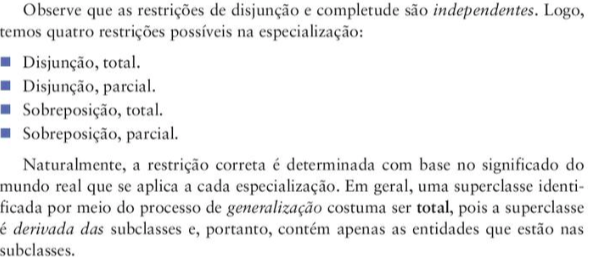 Observe que as restrições de disjunção e completude são independentes. Logo,
temos quatro restrições possíveis na especialização:
■ Disjunção, total.
■ Disjunção, parcial.
■ Sobreposição, total.
■ Sobreposição, parcial.
Naturalmente, a restrição correta é determinada com base no significado do
mundo real que se aplica a cada especialização. Em geral, uma superclasse identi-
ficada por meio do processo de generalização costuma ser total, pois a superclasse
é derivada das subclasses e, portanto, contém apenas as entidades que estão nas
subclasses.